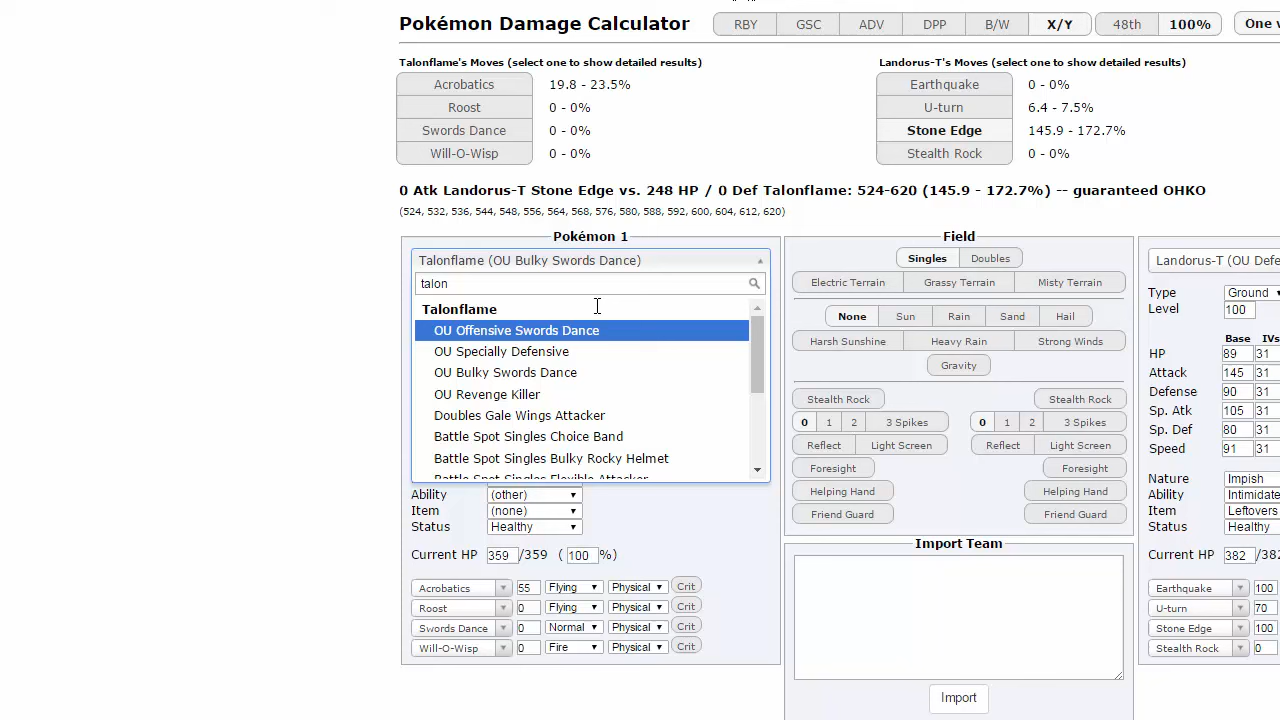 Pokémon Damage Calculator RBY GSC ADV DPP B/W X/Y 48th 100%
Talonflame's Moves (select one to show detailed results)
Acrobatics 19.8 - 23.5%
Roost 0 - 0%
Swords Dance 0 - 0%
Will-O-Wisp 0 - 0%
Landorus-T's Moves (select one to show detailed results)
Earthquake 0 - 0%
U-turn 6.4 - 7.5%
Stone Edge 145.9 - 172.7%
Stealth Rock 0 - 0%
0 Atk Landorus-T Stone Edge vs. 248 HP / 0 Def Talonflame: 524-620 (145.9 - 172.7%) -- guaranteed OHKO
(524, 532, 536, 544, 548, 556, 564, 568, 576, 580, 588, 592, 600, 604, 612, 620)
Pokémon 1
Talonflame (OU Bulky Swords Dance)
talon
Talonflame
OU Offensive Swords Dance
OU Specially Defensive
OU Bulky Swords Dance
OU Revenge Killer
Doubles Gale Wings Attacker
Battle Spot Singles Choice Band
Battle Spot Singles Bulky Rocky Helmet
Battle Spot Singles Flexible Attacker
Ability (other)
Item (none)
Status Healthy
Current HP 359 /359 ( 100 %)
Acrobatics 55 Flying Physical Crit
Roost 0 Flying Physical Crit
Swords Dance 0 Normal Physical Crit
Will-O-Wisp 0 Fire Physical Crit
Field
Singles Doubles
Electric Terrain Grassy Terrain Misty Terrain
None Sun Rain Sand Hail
Harsh Sunshine Heavy Rain Strong Winds
Gravity
Stealth Rock Stealth Rock
0 1 2 3 Spikes 0 1 2 3 Spikes
Reflect Light Screen Reflect Light Screen
Foresight Foresight
Helping Hand Helping Hand
Friend Guard Friend Guard
Import Team
Import
Landorus-T (OU Defe
Type Ground
Level 100
Base IVs
HP 89 31
Attack 145 31
Defense 90 31
Sp. Atk 105 31
Sp. Def 80 31
Speed 91 31
Nature Impish
Ability Intimidate
Item Leftovers
Status Healthy
Current HP 382 /382
Earthquake 100
U-turn 70
Stone Edge 100
Stealth Rock 0